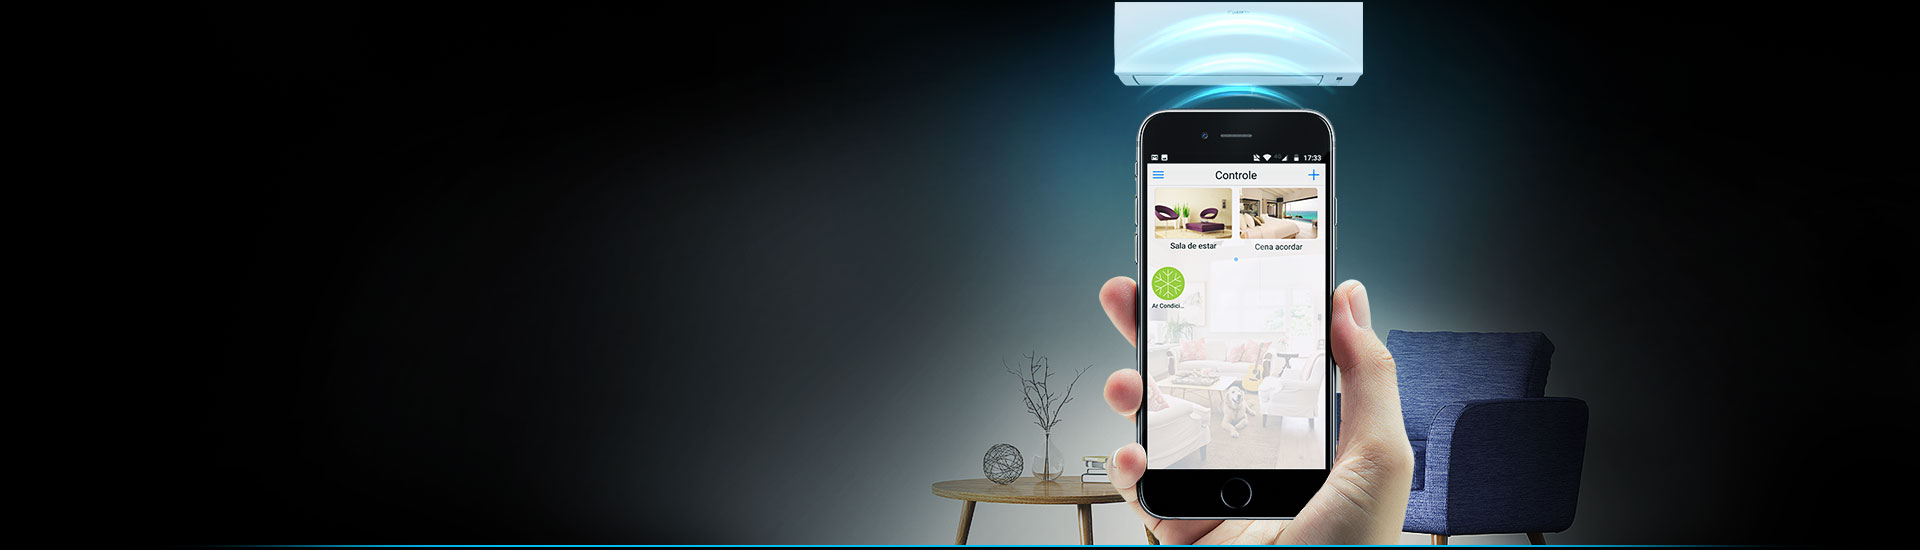 17:33
Controle
Sala de estar
Cena acordar
Ar Condici...